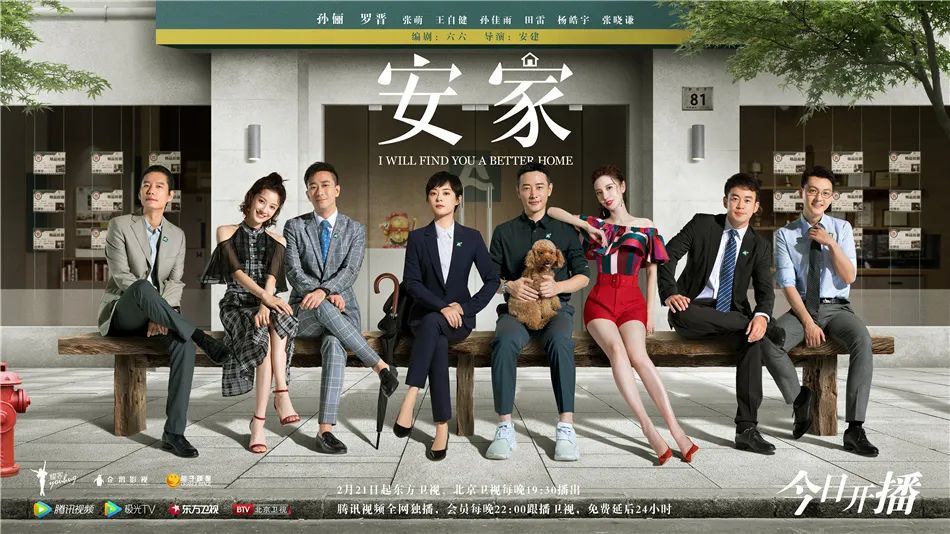 孙俪 罗晋 张萌 王自健 孙佳雨 田雷 杨皓宇 张晓谦
编剧：六六 导演：安建
安家
I WILL FIND YOU A BETTER HOME
81
企鹅影视
2月21日起东方卫视、北京卫视每晚19:30播出
腾讯视频全网独播，会员每晚22:00跟播卫视，免费延后24小时
腾讯视频 极光TV 东方卫视 BTV 北京卫视
今日开播